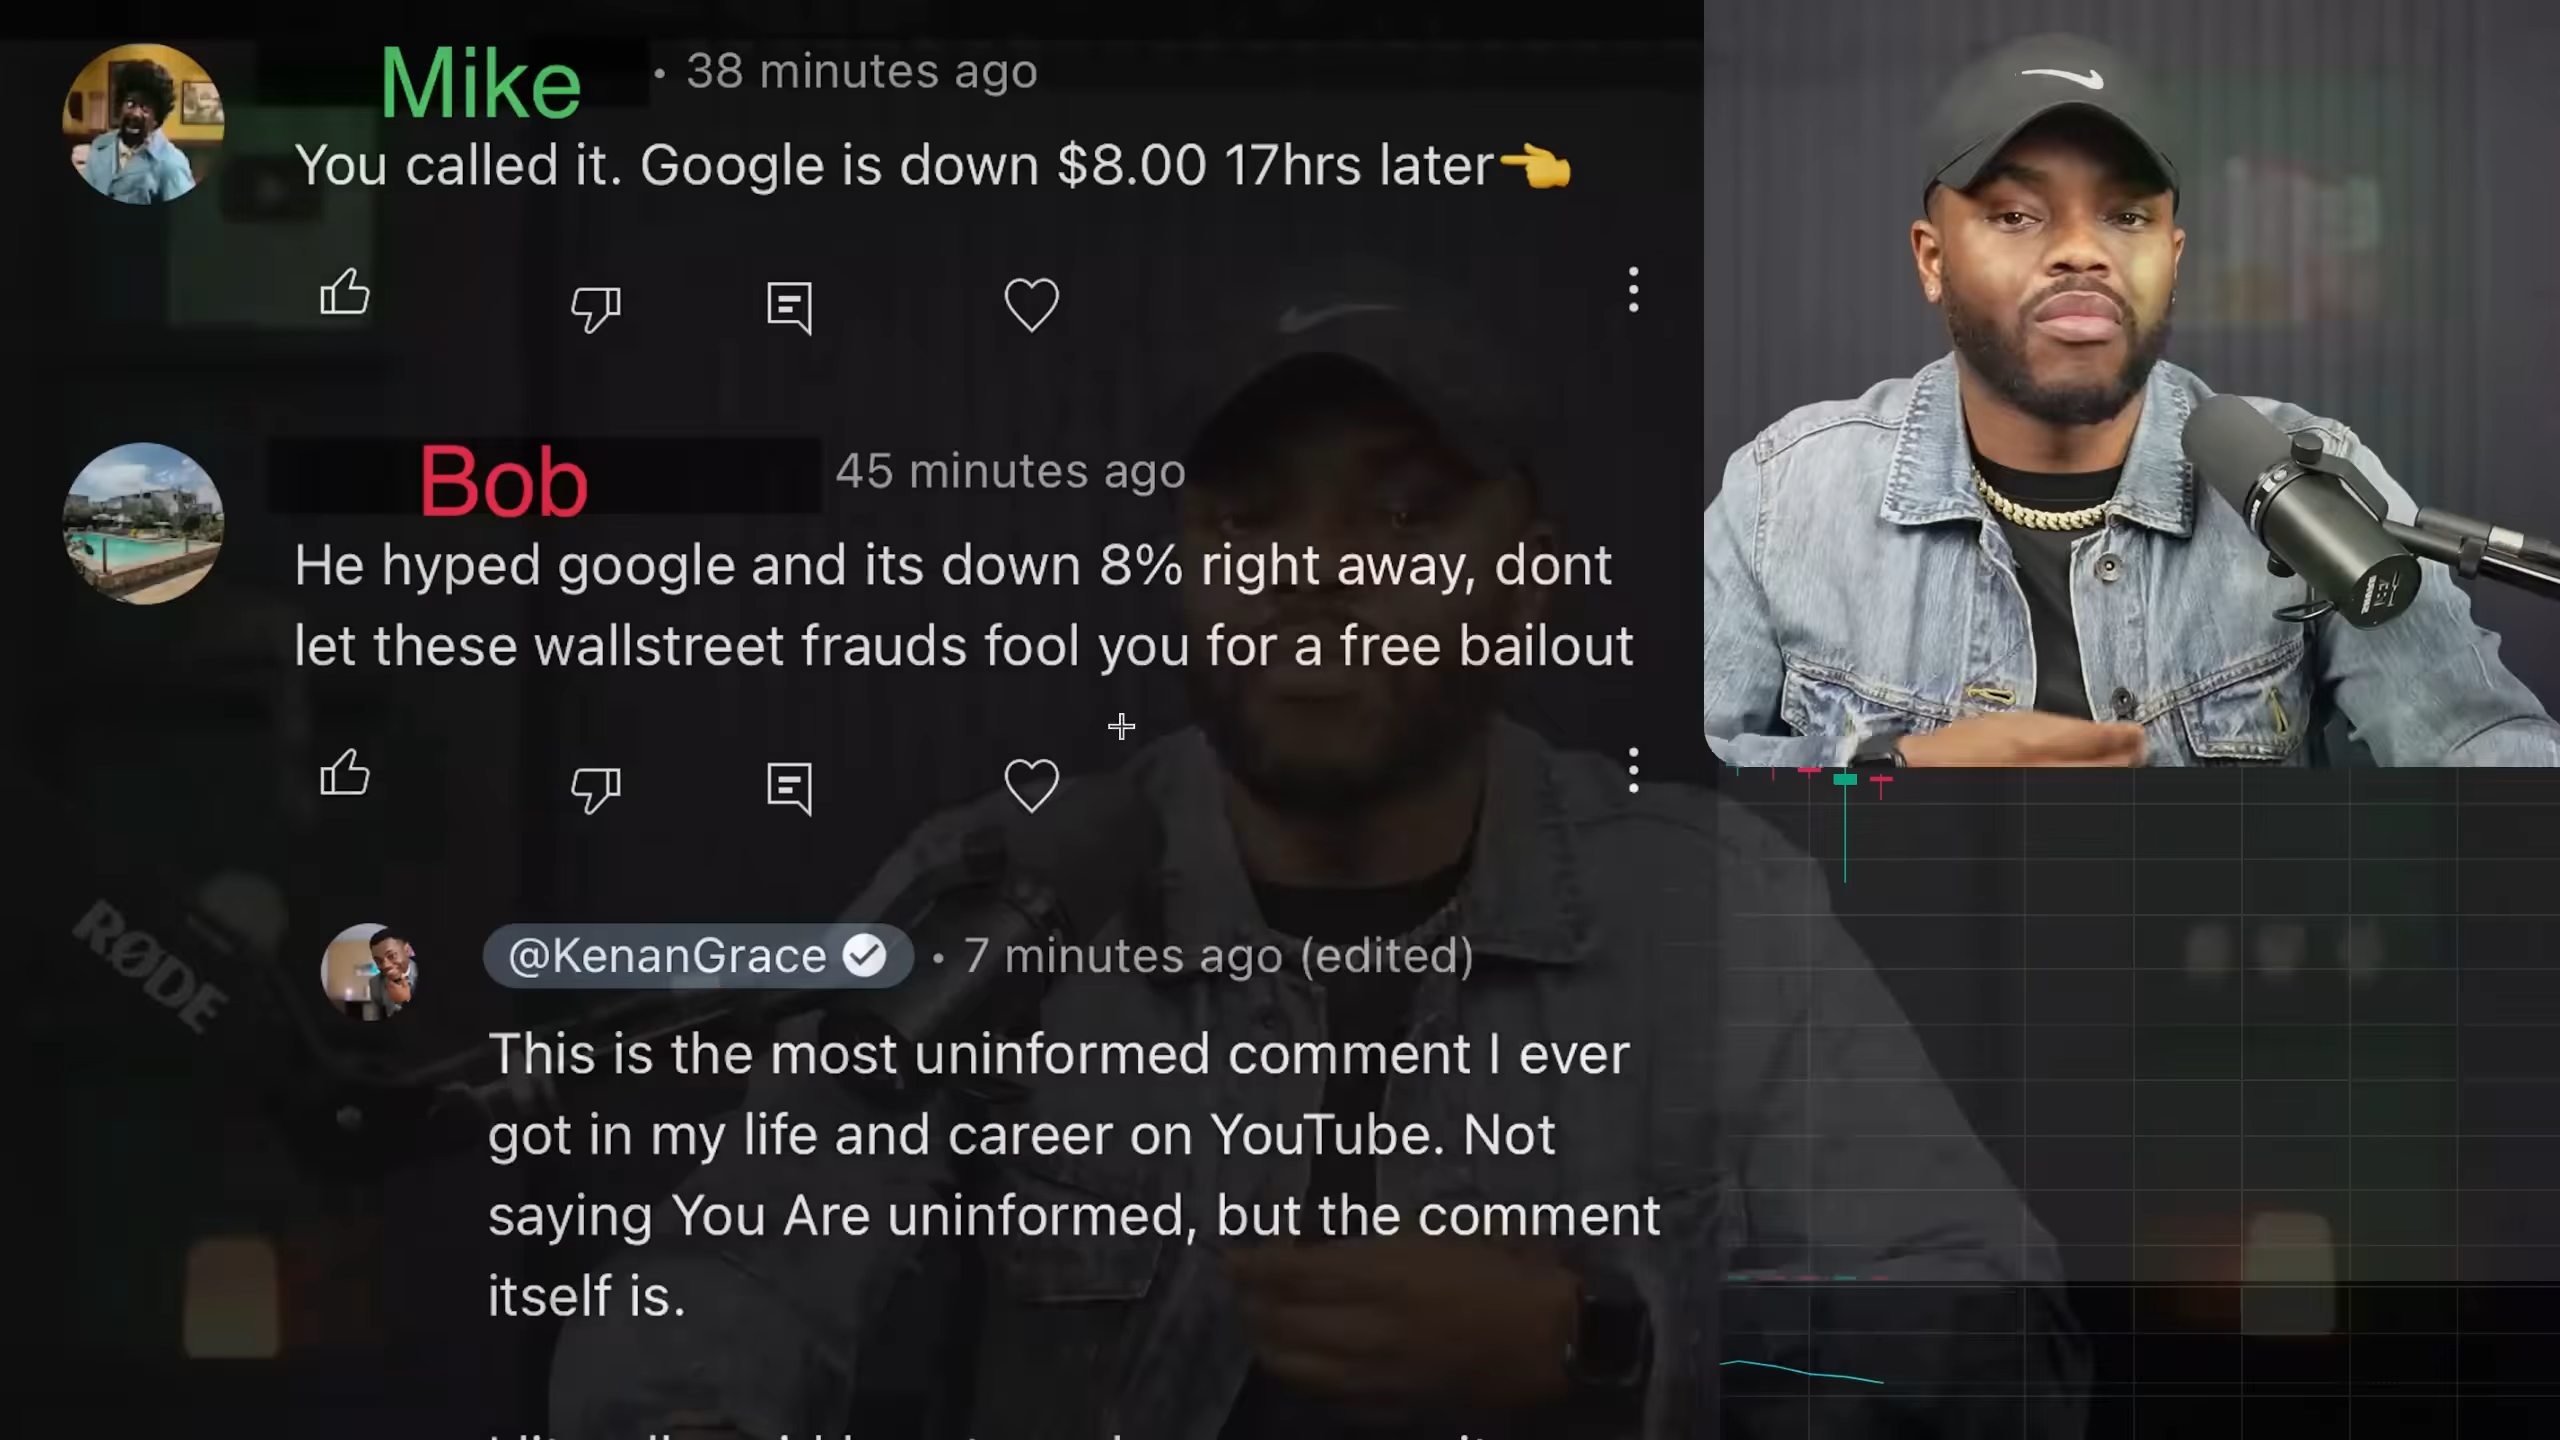 Mike • 38 minutes ago
You called it. Google is down $8.00 17hrs later👈
Bob 45 minutes ago
He hyped google and its down 8% right away, dont
let these wallstreet frauds fool you for a free bailout
@KenanGrace • 7 minutes ago (edited)
This is the most uninformed comment I ever
got in my life and career on YouTube. Not
saying You Are uninformed, but the comment
itself is.
RØDE